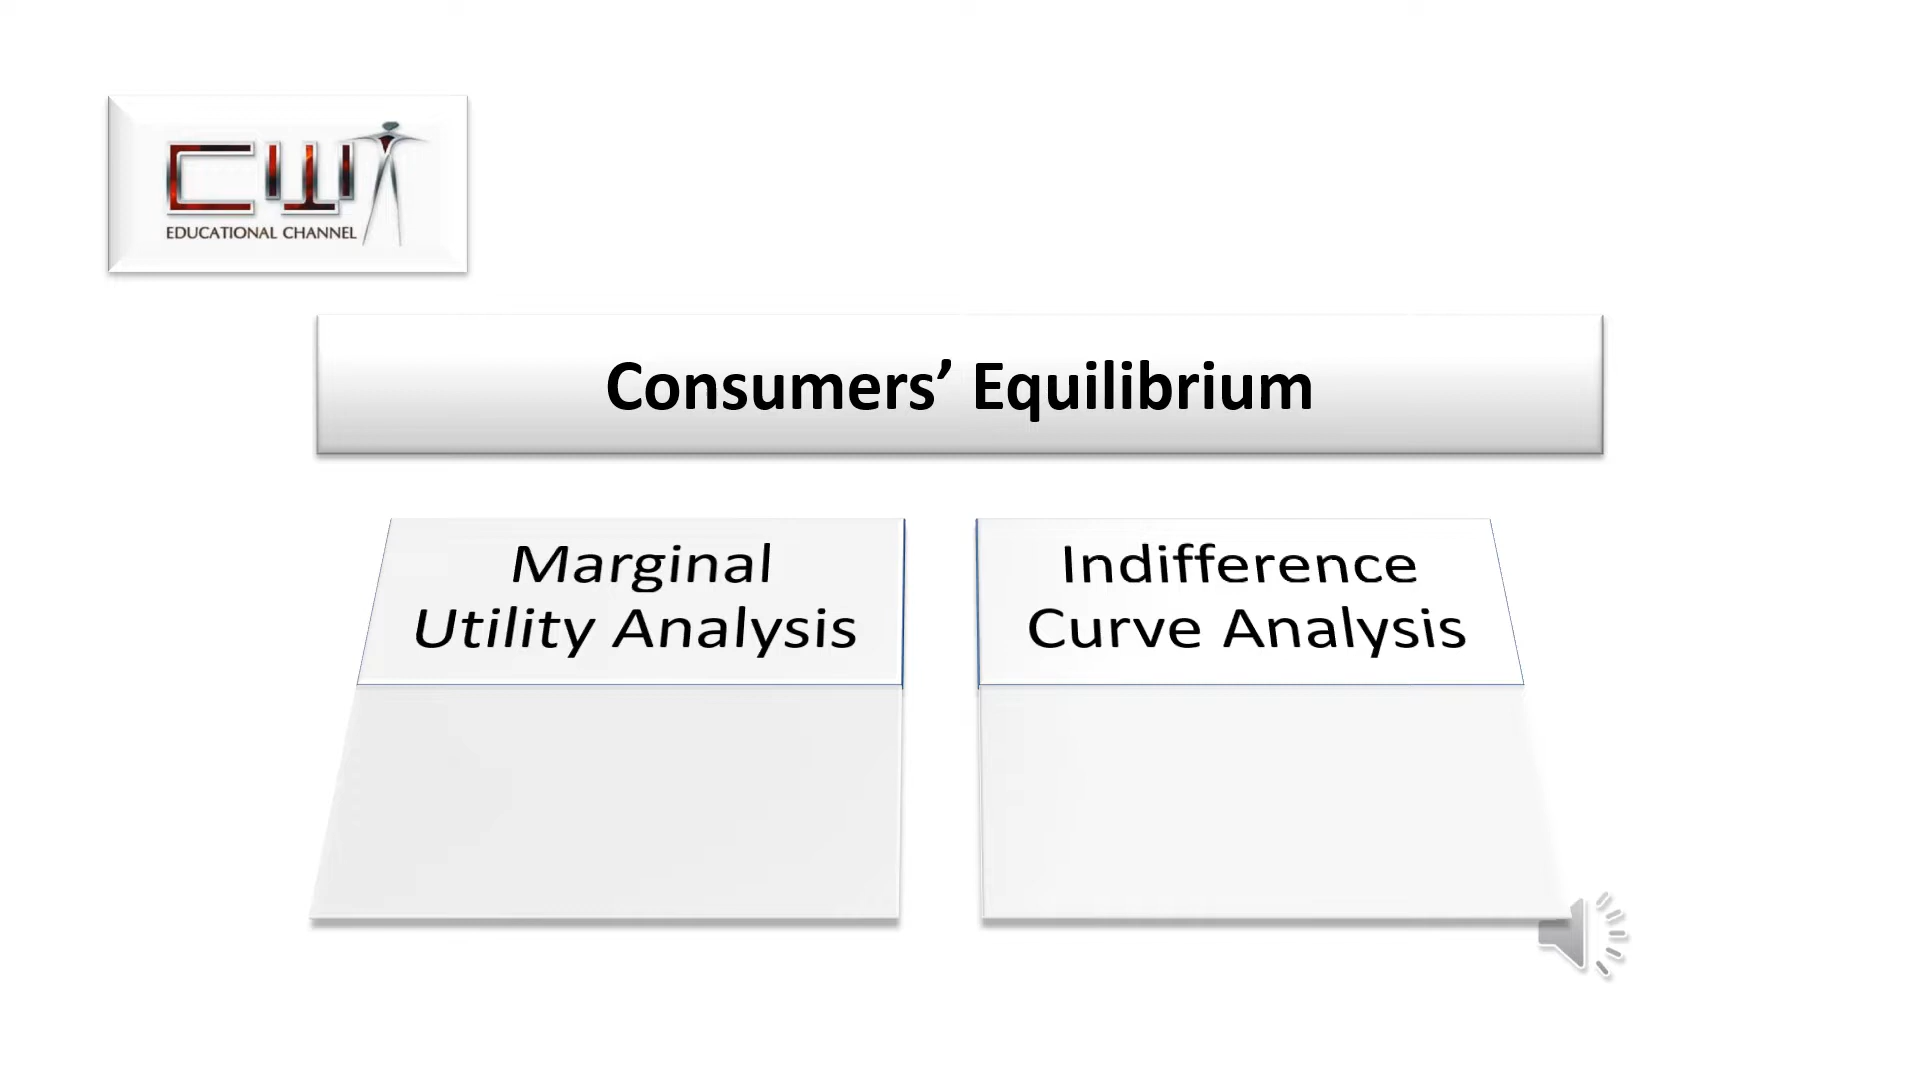 EDUCATIONAL CHANNEL
Consumers’ Equilibrium
Marginal
Utility Analysis
Indifference
Curve Analysis